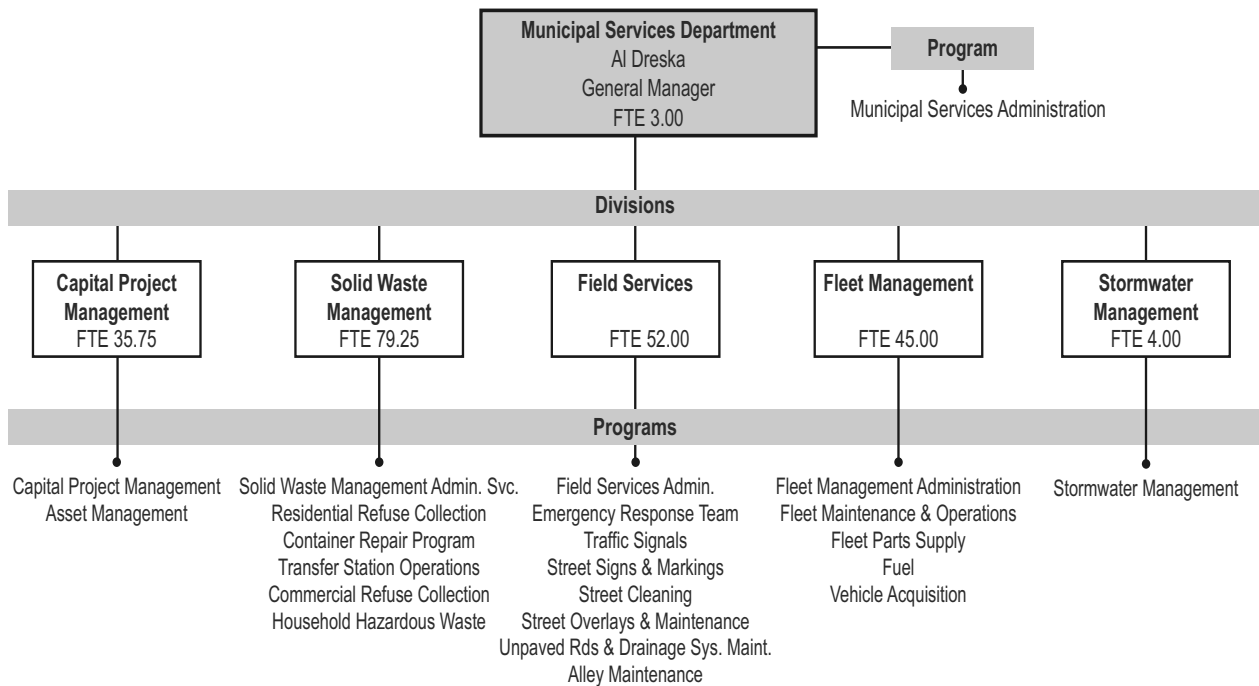 Municipal Services Department
Al Dreska
General Manager
FTE 3.00
Program
Municipal Services Administration
Divisions
Capital Project
Management
FTE 35.75
Solid Waste
Management
FTE 79.25
Field Services
FTE 52.00
Fleet Management
FTE 45.00
Stormwater
Management
FTE 4.00
Programs
Capital Project Management
Asset Management
Solid Waste Management Admin. Svc.
Residential Refuse Collection
Container Repair Program
Transfer Station Operations
Commercial Refuse Collection
Household Hazardous Waste
Field Services Admin.
Emergency Response Team
Traffic Signals
Street Signs & Markings
Street Cleaning
Street Overlays & Maintenance
Unpaved Rds & Drainage Sys. Maint.
Alley Maintenance
Fleet Management Administration
Fleet Maintenance & Operations
Fleet Parts Supply
Fuel
Vehicle Acquisition
Stormwater Management